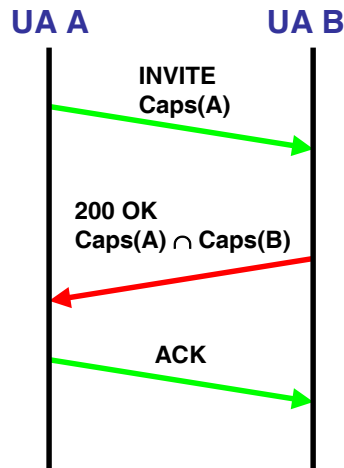 UA A UA B
INVITE
Caps(A)
200 OK
Caps(A) ∩ Caps(B)
ACK